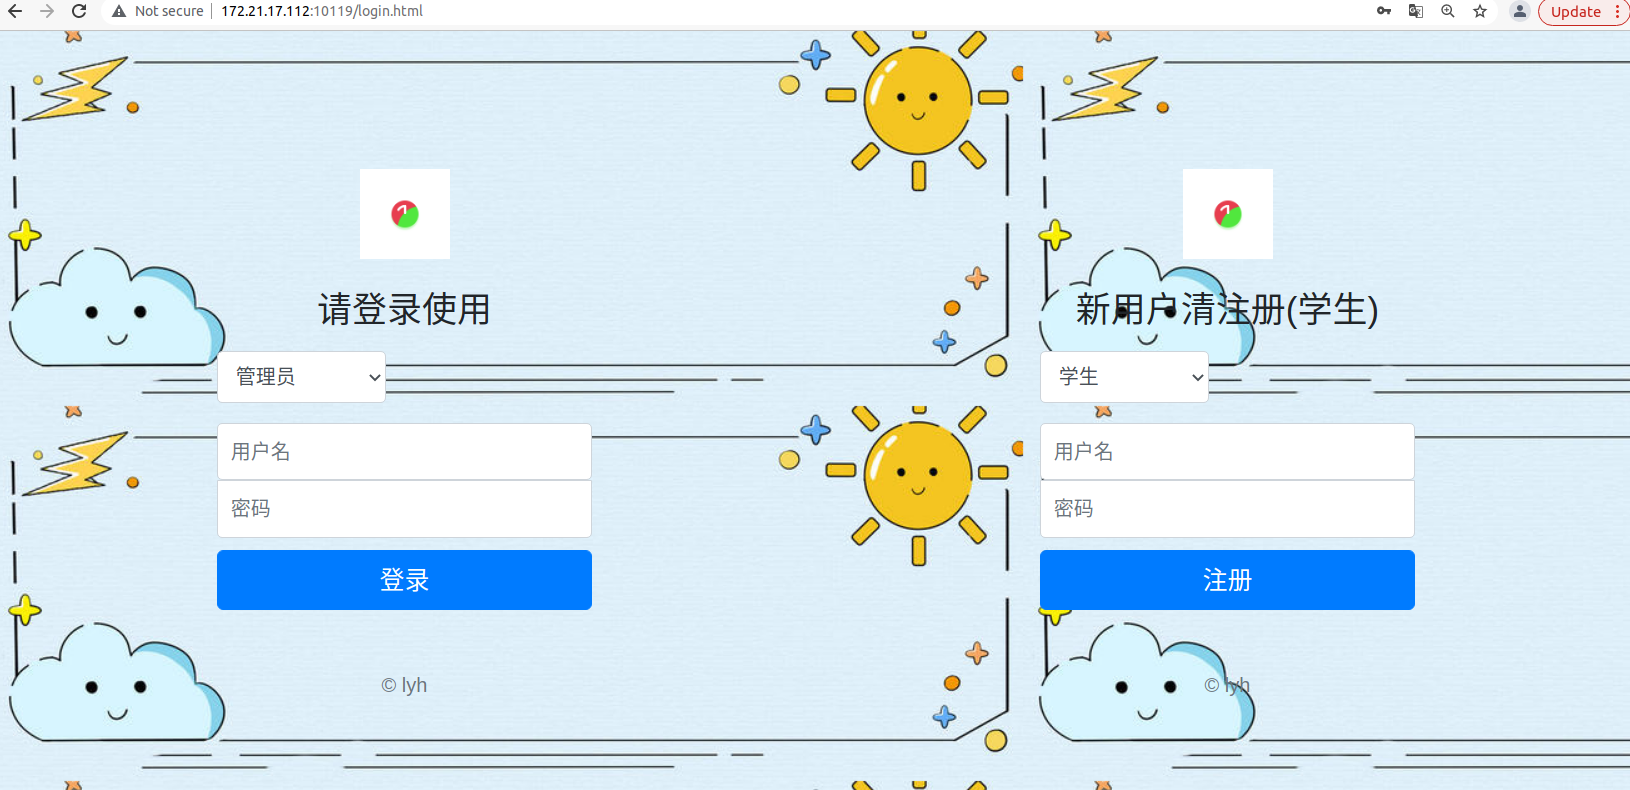 Not secure | 172.21.17.112:10119/login.html
Update
请登录使用
管理员
用户名
密码
登录
© lyh
新用户清注册(学生)
学生
用户名
密码
注册
© lyh